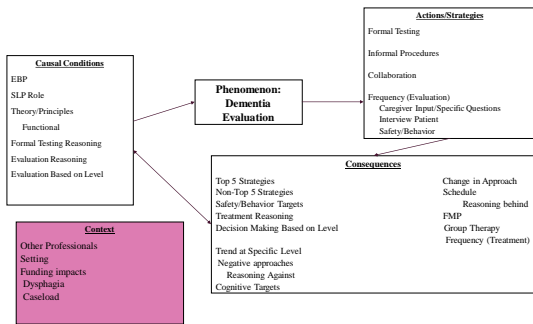 Causal Conditions
EBP
SLP Role
Theory/Principles
Functional
Formal Testing Reasoning
Evaluation Reasoning
Evaluation Based on Level
Phenomenon:
Dementia
Evaluation
Actions/Strategies
Formal Testing
Informal Procedures
Collaboration
Frequency (Evaluation)
Caregiver Input/Specific Questions
Interview Patient
Safety/Behavior
Consequences
Top 5 Strategies
Non-Top 5 Strategies
Safety/Behavior Targets
Treatment Reasoning
Decision Making Based on Level
Trend at Specific Level
Negative approaches
Reasoning Against
Cognitive Targets
Change in Approach
Schedule
Reasoning behind
FMP
Group Therapy
Frequency (Treatment)
Context
Other Professionals
Setting
Funding impacts
Dysphagia
Caseload